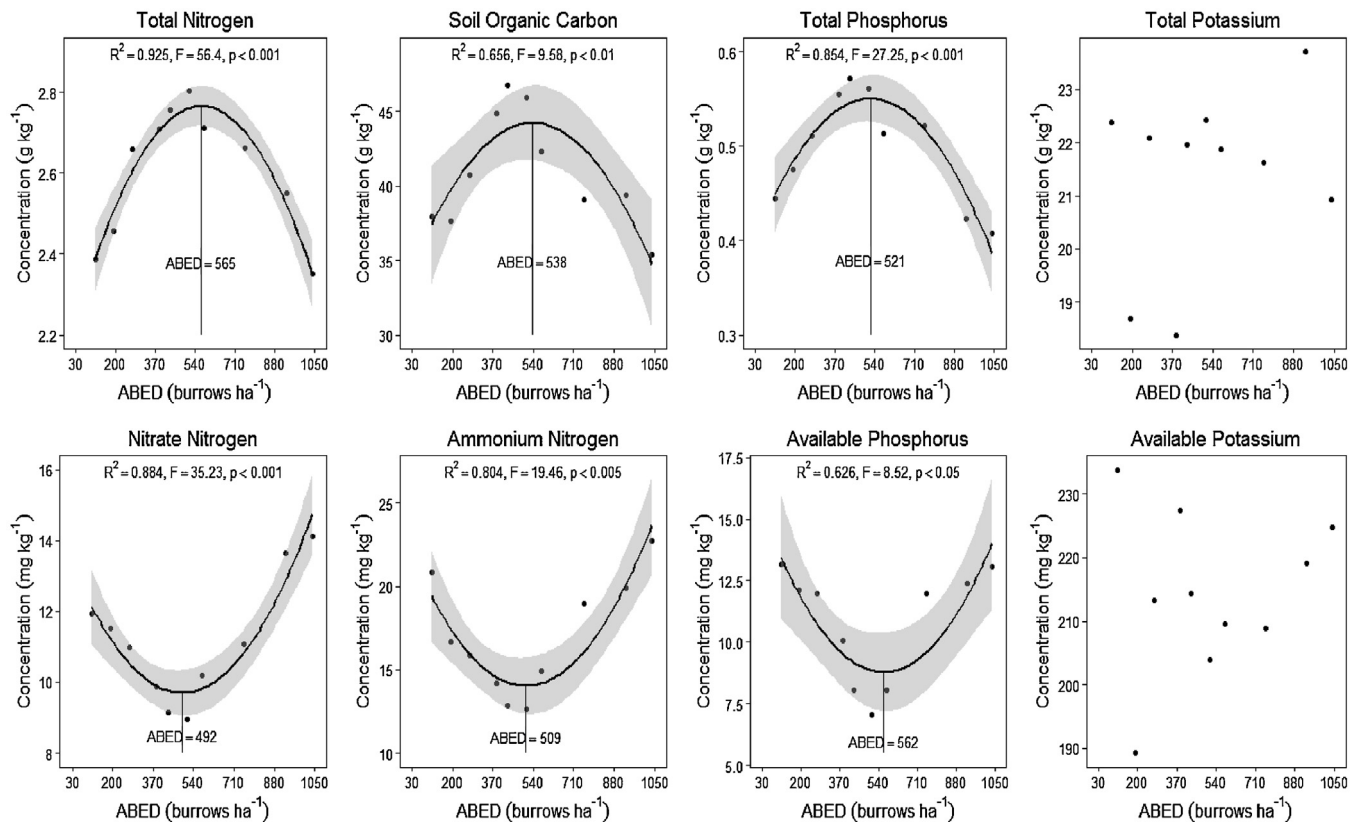 Total Nitrogen
R² = 0.925, F = 56.4, p < 0.001
Concentration (g kg⁻¹)
2.8
2.6
2.4
2.2
ABED = 565
30 200 370 540 710 880 1050
ABED (burrows ha⁻¹)
Soil Organic Carbon
R² = 0.656, F = 9.58, p < 0.01
Concentration (g kg⁻¹)
45
40
35
30
ABED = 538
30 200 370 540 710 880 1050
ABED (burrows ha⁻¹)
Total Phosphorus
R² = 0.854, F = 27.25, p < 0.001
Concentration (g kg⁻¹)
0.6
0.5
0.4
0.3
ABED = 521
30 200 370 540 710 880 1050
ABED (burrows ha⁻¹)
Total Potassium
Concentration (g kg⁻¹)
23
22
21
20
19
18
30 200 370 540 710 880 1050
ABED (burrows ha⁻¹)
Nitrate Nitrogen
R² = 0.884, F = 35.23, p < 0.001
Concentration (mg kg⁻¹)
16
14
12
10
8
ABED = 492
30 200 370 540 710 880 1050
ABED (burrows ha⁻¹)
Ammonium Nitrogen
R² = 0.804, F = 19.46, p < 0.005
Concentration (mg kg⁻¹)
25
20
15
10
ABED = 509
30 200 370 540 710 880 1050
ABED (burrows ha⁻¹)
Available Phosphorus
R² = 0.626, F = 8.52, p < 0.05
Concentration (mg kg⁻¹)
17.5
15.0
12.5
10.0
7.5
5.0
ABED = 562
30 200 370 540 710 880 1050
ABED (burrows ha⁻¹)
Available Potassium
Concentration (mg kg⁻¹)
230
220
210
200
190
30 200 370 540 710 880 1050
ABED (burrows ha⁻¹)